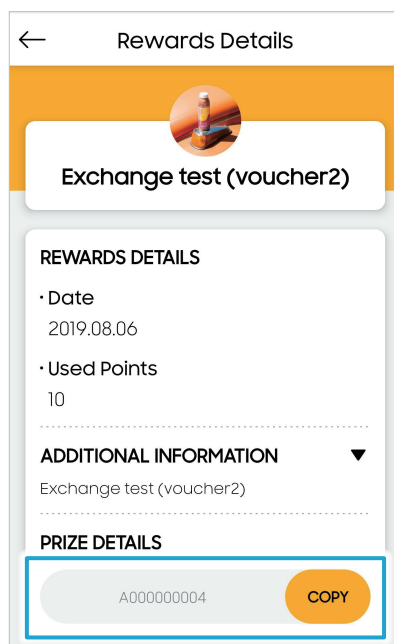 Rewards Details
Exchange test (voucher2)
REWARDS DETAILS
· Date
2019.08.06
· Used Points
10
ADDITIONAL INFORMATION ▼
Exchange test (voucher2)
PRIZE DETAILS
A000000004 COPY